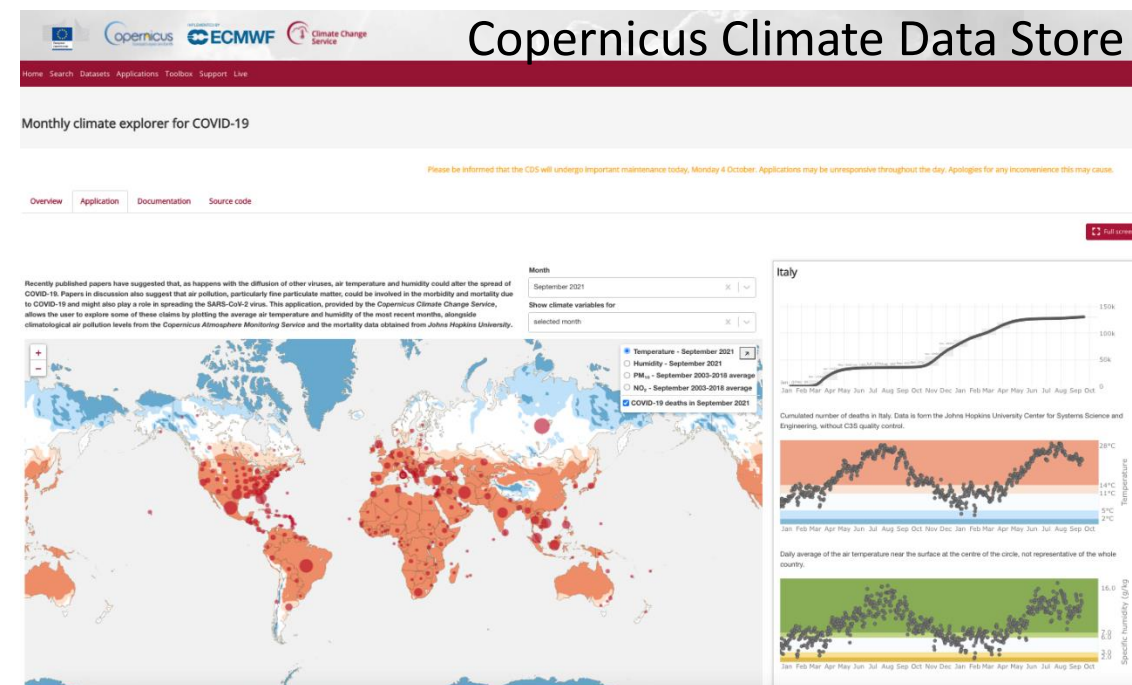 IMPLEMENTED BY
Copernicus ECMWF Climate Change Service
Copernicus Climate Data Store
Home Search Datasets Applications Toolbox Support Live
Monthly climate explorer for COVID-19
Please be informed that the CDS will undergo important maintenance today, Monday 4 October. Applications may be unresponsive throughout the day. Apologies for any inconvenience this may cause.
Overview Application Documentation Source code
Full scree
Recently published papers have suggested that, as happens with the diffusion of other viruses, air temperature and humidity could alter the spread of
COVID-19. Papers in discussion also suggest that air pollution, particularly fine particulate matter, could be involved in the morbidity and mortality due
to COVID-19 and might also play a role in spreading the SARS-CoV-2 virus. This application, provided by the Copernicus Climate Change Service,
allows the user to explore some of these claims by plotting the average air temperature and humidity of the most recent months, alongside
climatological air pollution levels from the Copernicus Atmosphere Monitoring Service and the mortality data obtained from Johns Hopkins University.
Month
September 2021
Show climate variables for
selected month
+
−
Temperature - September 2021
Humidity - September 2021
PM₁₀ - September 2003-2018 average
NO₂ - September 2003-2018 average
COVID-19 deaths in September 2021
Italy
150k
100k
50k
0
Jan Feb Mar Apr May Jun Jul Aug Sep Oct Nov Dec Jan Feb Mar Apr May Jun Jul Aug Sep Oct
Cumulated number of deaths in Italy. Data is form the Johns Hopkins University Center for Systems Science and
Engineering, without C3S quality control.
28°C
14°C
11°C
5°C
2°C
Temperature
Jan Feb Mar Apr May Jun Jul Aug Sep Oct Nov Dec Jan Feb Mar Apr May Jun Jul Aug Sep Oct
Daily average of the air temperature near the surface at the centre of the circle, not representative of the whole
country.
16.0
7.0
6.0
3.0
2.0
Specific humidity (g/kg
Jan Feb Mar Apr May Jun Jul Aug Sep Oct Nov Dec Jan Feb Mar Apr May Jun Jul Aug Sep Oct